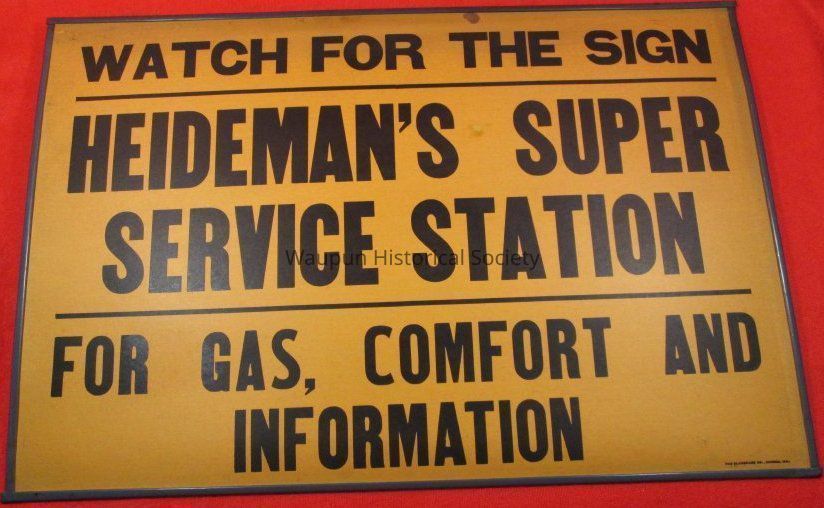 WATCH FOR THE SIGN
HEIDEMAN'S SUPER
SERVICE STATION
Waupun Historical Society
FOR GAS, COMFORT AND
INFORMATION